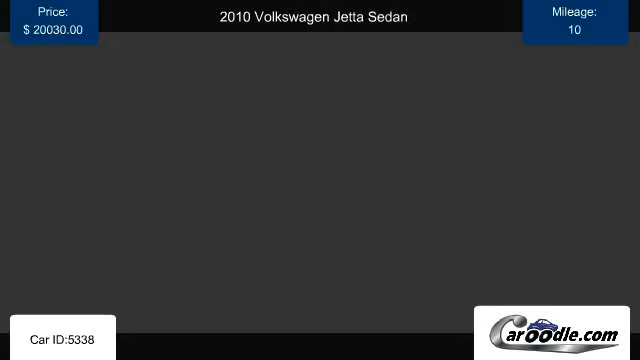 Price:
$ 20030.00
2010 Volkswagen Jetta Sedan
Mileage:
10
Car ID:5338
Caroodle.com